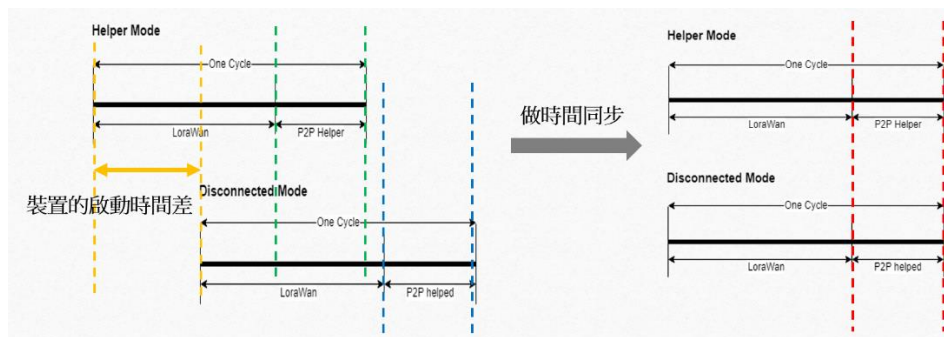 Helper Mode
One Cycle
LoraWan
P2P Helper
裝置的啟動時間差
Disconnected Mode
One Cycle
LoraWan
P2P helped
做時間同步
Helper Mode
One Cycle
LoraWan
P2P Helper
Disconnected Mode
One Cycle
LoraWan
P2P helped